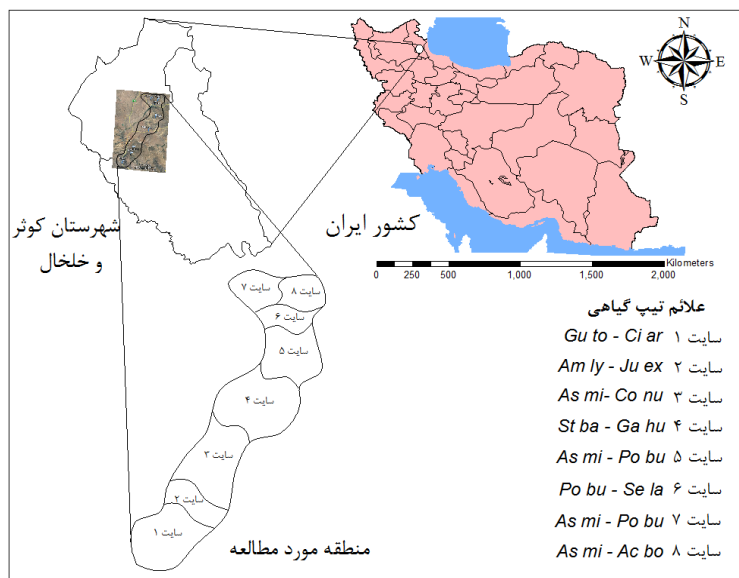 N
W E
S
شهرستان کوثر
و خلخال
کشور ایران
Kilometers
0 250 500 1,000 1,500 2,000
علائم تیپ گیاهی
سایت ۱ Gu to - Ci ar
سایت ۲ Am ly - Ju ex
سایت ۳ As mi- Co nu
سایت ۴ St ba - Ga hu
سایت ۵ As mi - Po bu
سایت ۶ Po bu - Se la
سایت ۷ As mi - Po bu
سایت ۸ As mi - Ac bo
سایت ۸
سایت ۷
سایت ۶
سایت ۵
سایت ۴
سایت ۳
سایت ۲
سایت ۱
منطقه مورد مطالعه